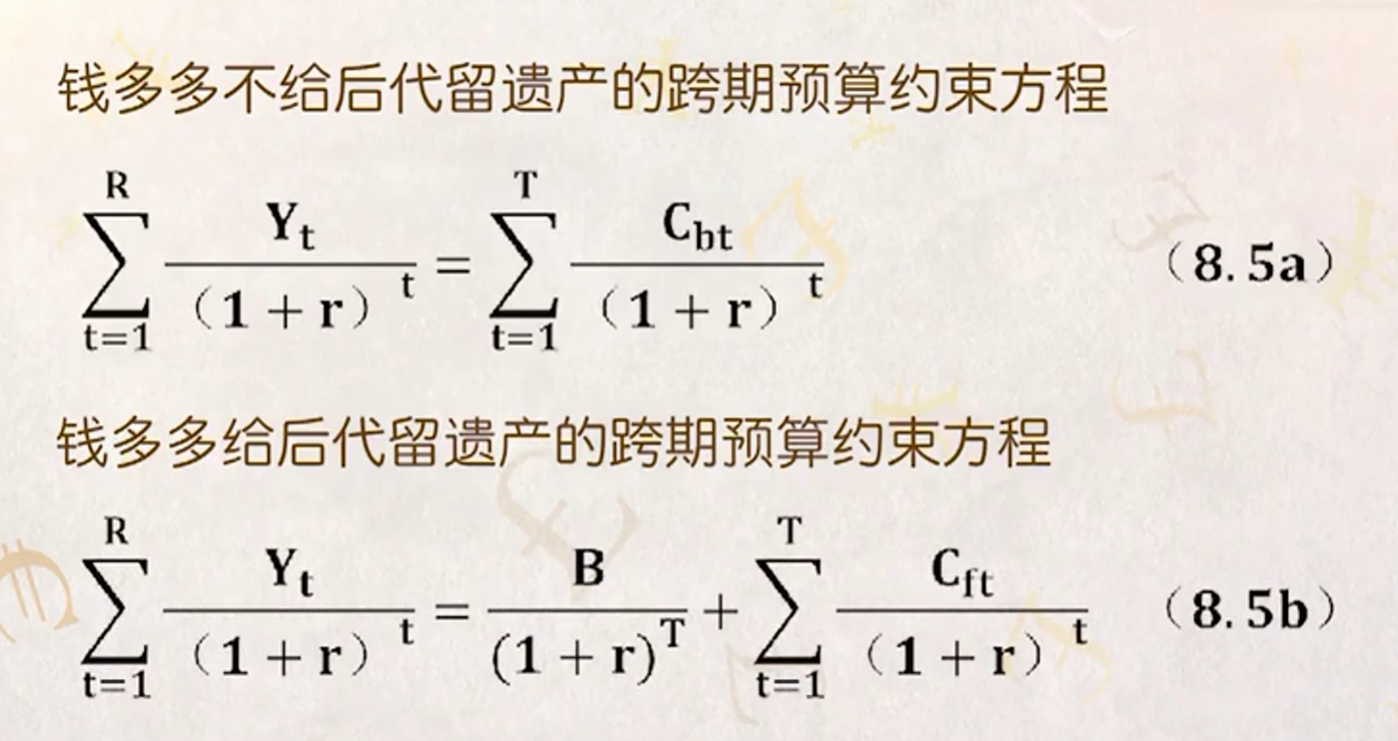 钱多多不给后代留遗产的跨期预算约束方程
$\sum_{t=1}^{R} \frac{Y_t}{(1+r)^t} = \sum_{t=1}^{T} \frac{C_{bt}}{(1+r)^t}$ （8.5a）
钱多多给后代留遗产的跨期预算约束方程
$\sum_{t=1}^{R} \frac{Y_t}{(1+r)^t} = \frac{B}{(1+r)^T} + \sum_{t=1}^{T} \frac{C_{ft}}{(1+r)^t}$ （8.5b）